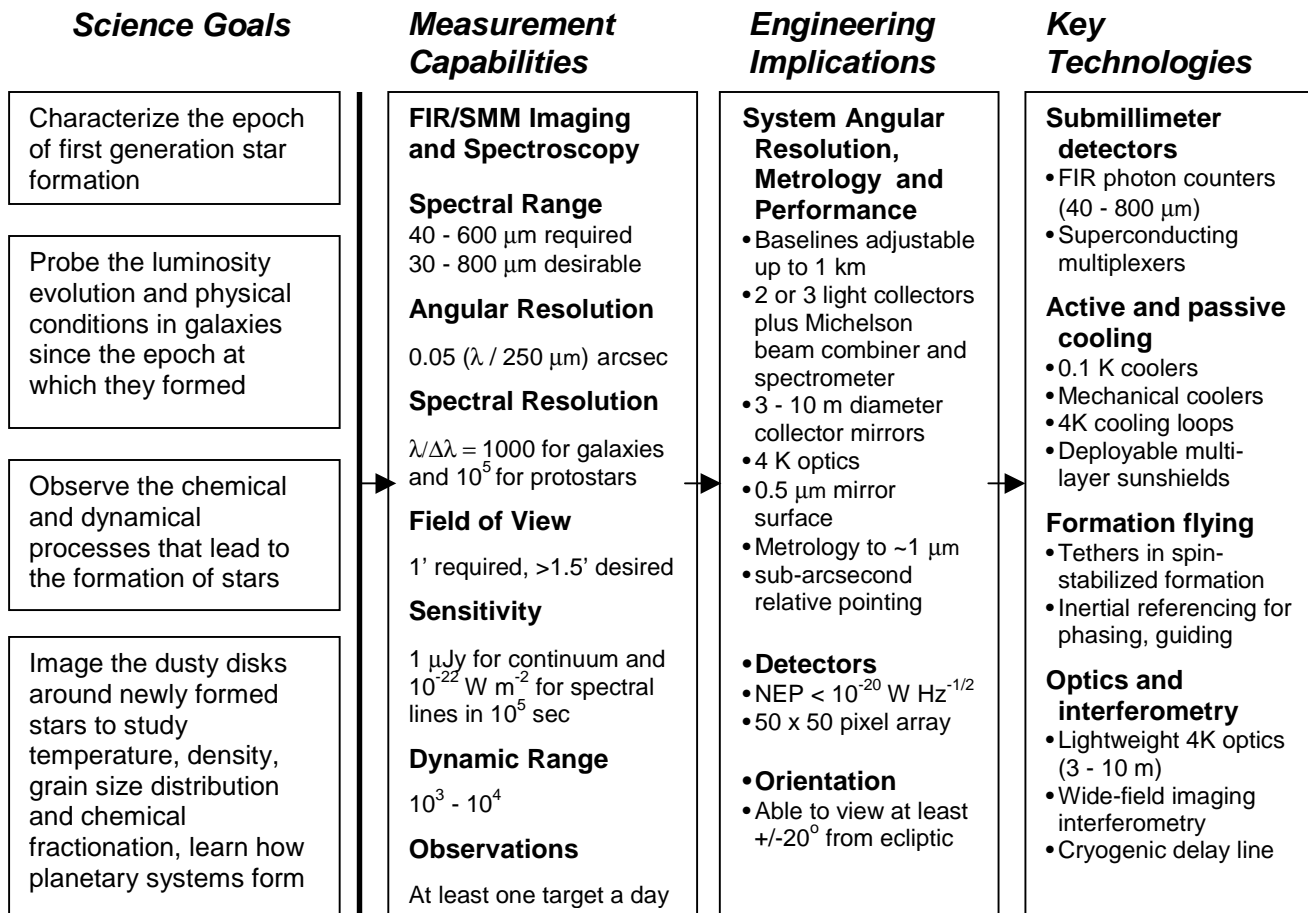 Science Goals
Characterize the epoch
of first generation star
formation
Probe the luminosity
evolution and physical
conditions in galaxies
since the epoch at
which they formed
Observe the chemical
and dynamical
processes that lead to
the formation of stars
Image the dusty disks
around newly formed
stars to study
temperature, density,
grain size distribution
and chemical
fractionation, learn how
planetary systems form
Measurement
Capabilities
FIR/SMM Imaging
and Spectroscopy
Spectral Range
40 - 600 μm required
30 - 800 μm desirable
Angular Resolution
0.05 (λ / 250 μm) arcsec
Spectral Resolution
λ/Δλ = 1000 for galaxies
and 10⁵ for protostars
Field of View
1' required, >1.5' desired
Sensitivity
1 μJy for continuum and
10⁻²² W m⁻² for spectral
lines in 10⁵ sec
Dynamic Range
10³ - 10⁴
Observations
At least one target a day
Engineering
Implications
System Angular
Resolution,
Metrology and
Performance
•Baselines adjustable
up to 1 km
•2 or 3 light collectors
plus Michelson
beam combiner and
spectrometer
•3 - 10 m diameter
collector mirrors
•4 K optics
•0.5 μm mirror
surface
•Metrology to ~1 μm
•sub-arcsecond
relative pointing
•Detectors
•NEP < 10⁻²⁰ W Hz⁻¹/²
•50 x 50 pixel array
•Orientation
•Able to view at least
+/-20° from ecliptic
Key
Technologies
Submillimeter
detectors
•FIR photon counters
(40 - 800 μm)
•Superconducting
multiplexers
Active and passive
cooling
•0.1 K coolers
•Mechanical coolers
•4K cooling loops
•Deployable multi-
layer sunshields
Formation flying
•Tethers in spin-
stabilized formation
•Inertial referencing for
phasing, guiding
Optics and
interferometry
•Lightweight 4K optics
(3 - 10 m)
•Wide-field imaging
interferometry
•Cryogenic delay line